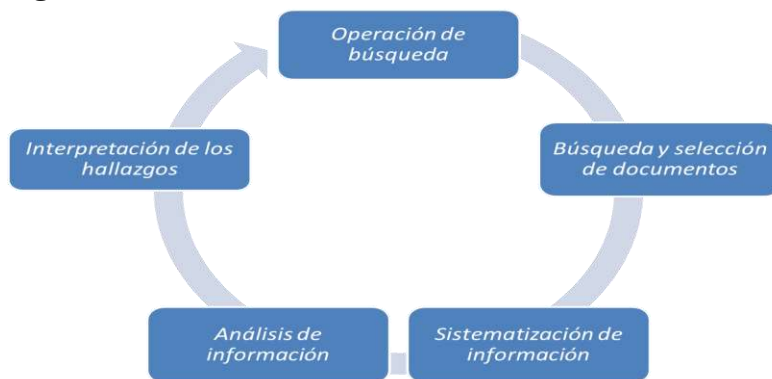 Operación de
búsqueda
Búsqueda y selección
de documentos
Sistematización de
información
Análisis de
información
Interpretación de los
hallazgos